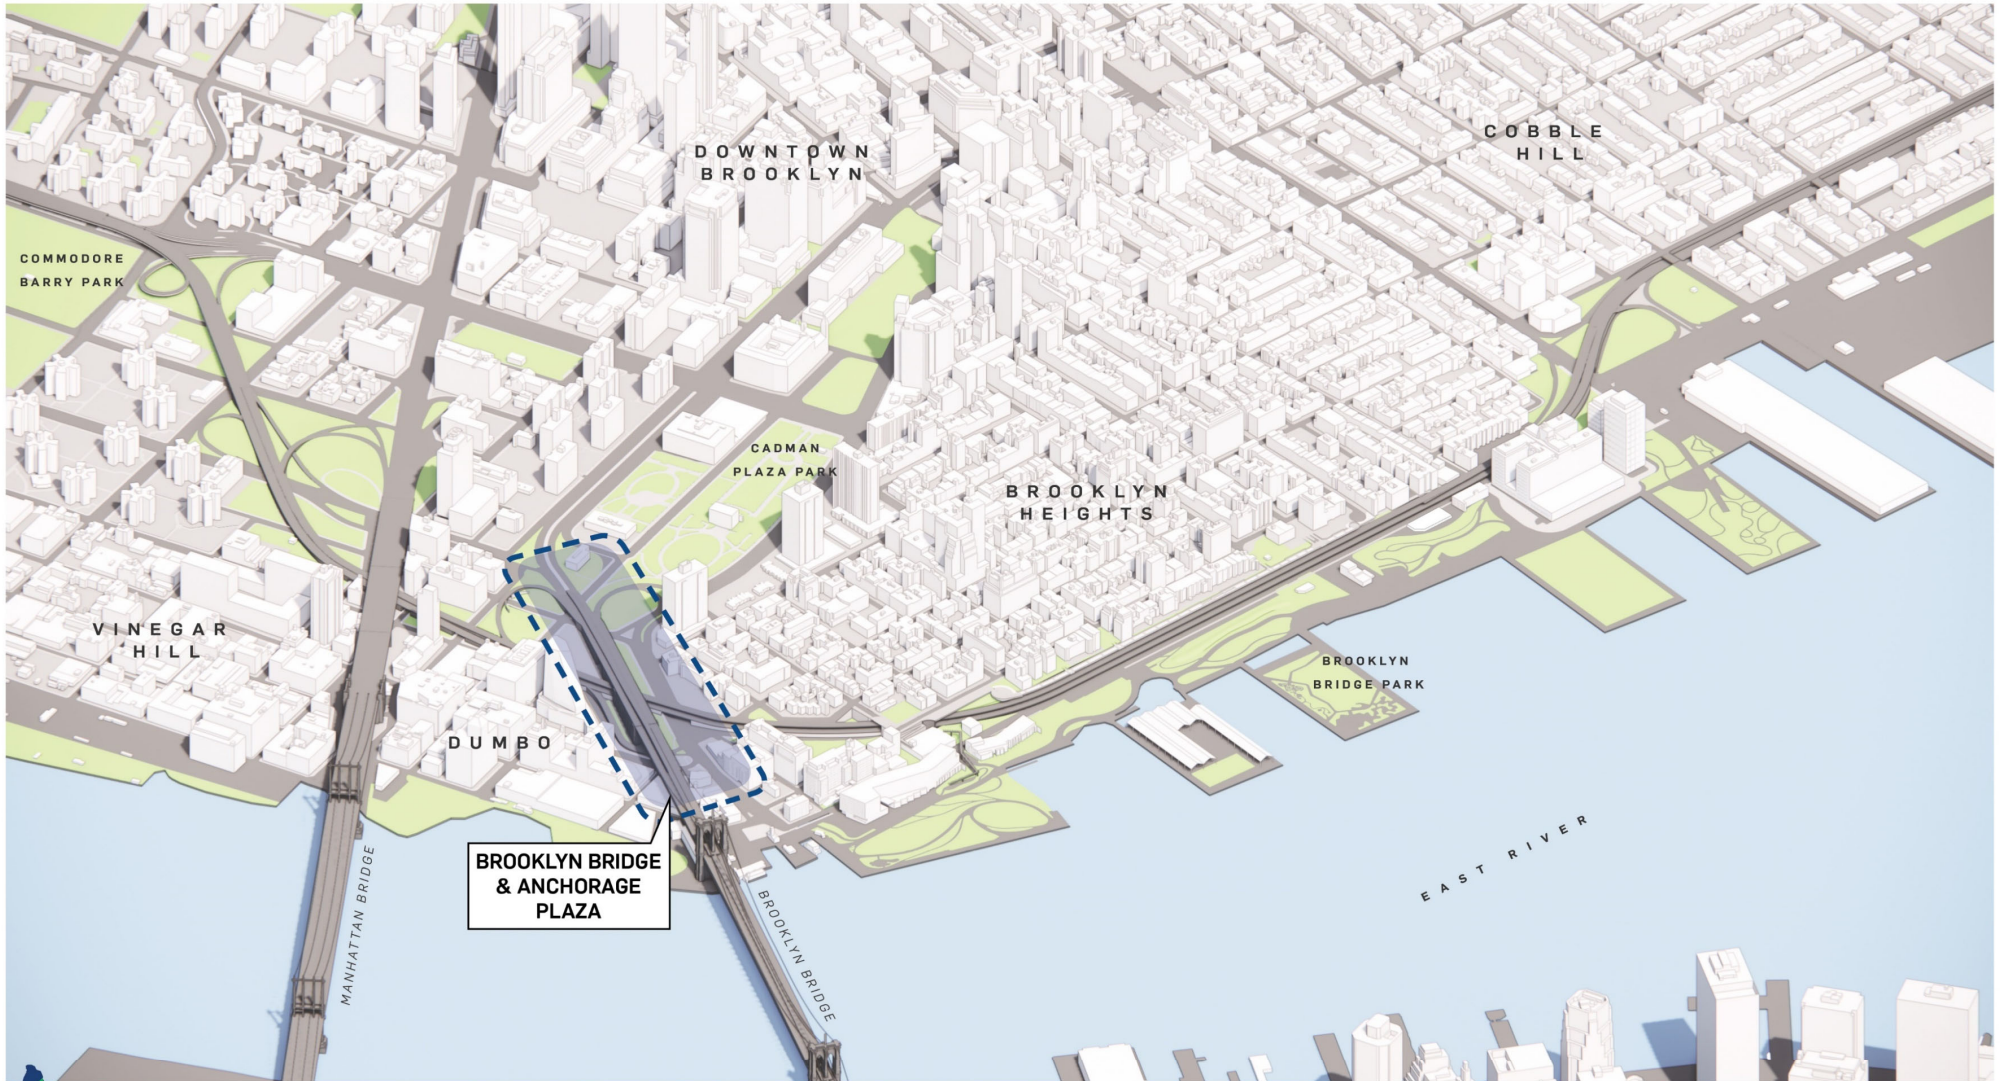 DOWNTOWN
BROOKLYN
COBBLE
HILL
COMMODORE
BARRY PARK
CADMAN
PLAZA PARK
BROOKLYN
HEIGHTS
VINEGAR
HILL
BROOKLYN
BRIDGE PARK
DUMBO
BROOKLYN BRIDGE
& ANCHORAGE
PLAZA
MANHATTAN BRIDGE
BROOKLYN BRIDGE
EAST RIVER